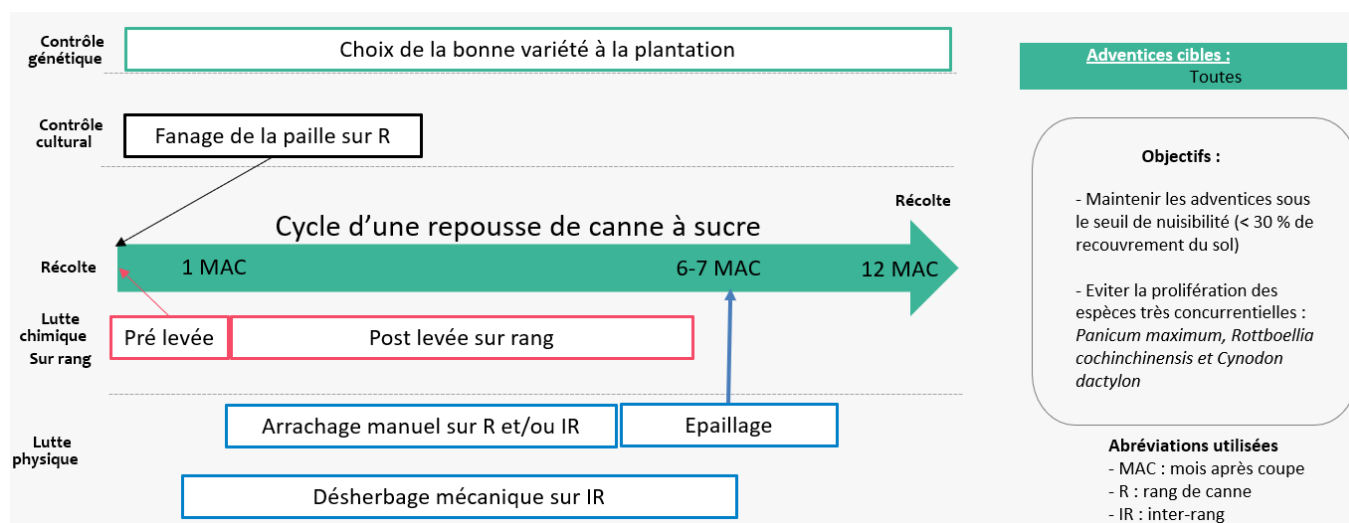 Contrôle
génétique
Choix de la bonne variété à la plantation
Adventices cibles :
Toutes
Contrôle
cultural
Fanage de la paille sur R
Objectifs :
- Maintenir les adventices sous
le seuil de nuisibilité (< 30 % de
recouvrement du sol)
- Eviter la prolifération des
espèces très concurrentielles :
Panicum maximum, Rottboellia
cochinchinensis et Cynodon
dactylon
Récolte
Cycle d’une repousse de canne à sucre
Récolte
1 MAC
6-7 MAC
12 MAC
Lutte
chimique
Sur rang
Pré levée
Post levée sur rang
Lutte
physique
Arrachage manuel sur R et/ou IR
Epaillage
Désherbage mécanique sur IR
Abréviations utilisées
- MAC : mois après coupe
- R : rang de canne
- IR : inter-rang